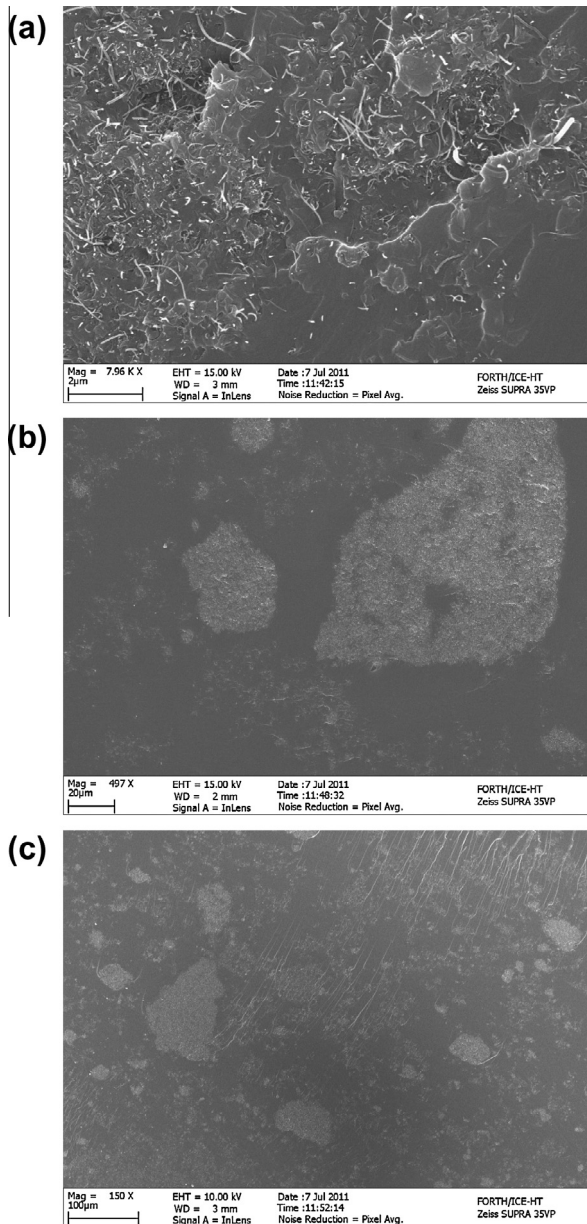 (a)
Mag = 7.96 K X EHT = 15.00 kV Date :7 Jul 2011
2µm WD = 3 mm Time :11:42:15 FORTH/ICE-HT
Signal A = InLens Noise Reduction = Pixel Avg. Zeiss SUPRA 35VP
(b)
Mag = 497 X EHT = 15.00 kV Date :7 Jul 2011
20µm WD = 2 mm Time :11:48:32 FORTH/ICE-HT
Signal A = InLens Noise Reduction = Pixel Avg. Zeiss SUPRA 35VP
(c)
Mag = 150 X EHT = 10.00 kV Date :7 Jul 2011
100µm WD = 3 mm Time :11:52:14 FORTH/ICE-HT
Signal A = InLens Noise Reduction = Pixel Avg. Zeiss SUPRA 35VP